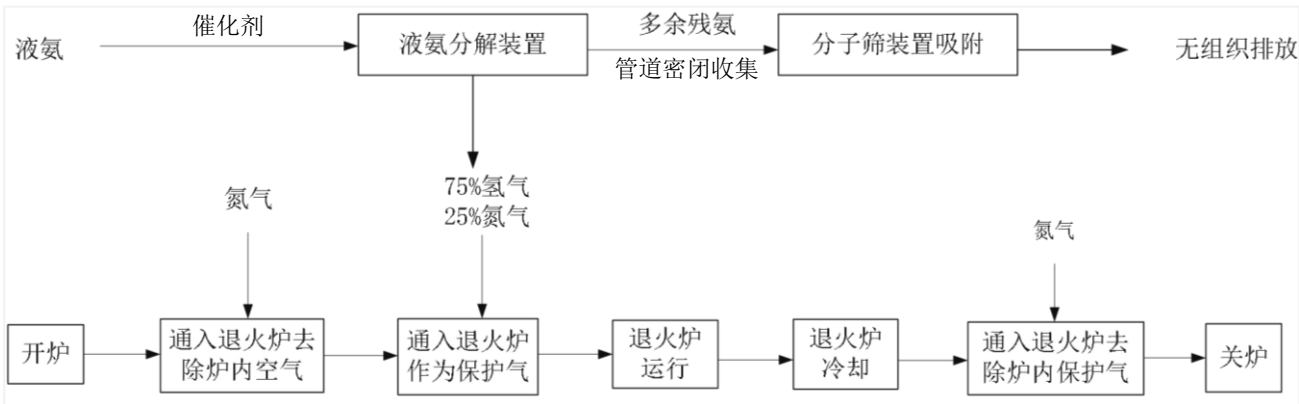 液氨
催化剂
液氨分解装置
多余残氨
管道密闭收集
分子筛装置吸附
无组织排放
75%氢气
25%氮气
氮气
氮气
开炉
通入退火炉去
除炉内空气
通入退火炉
作为保护气
退火炉
运行
退火炉
冷却
通入退火炉去
除炉内保护气
关炉